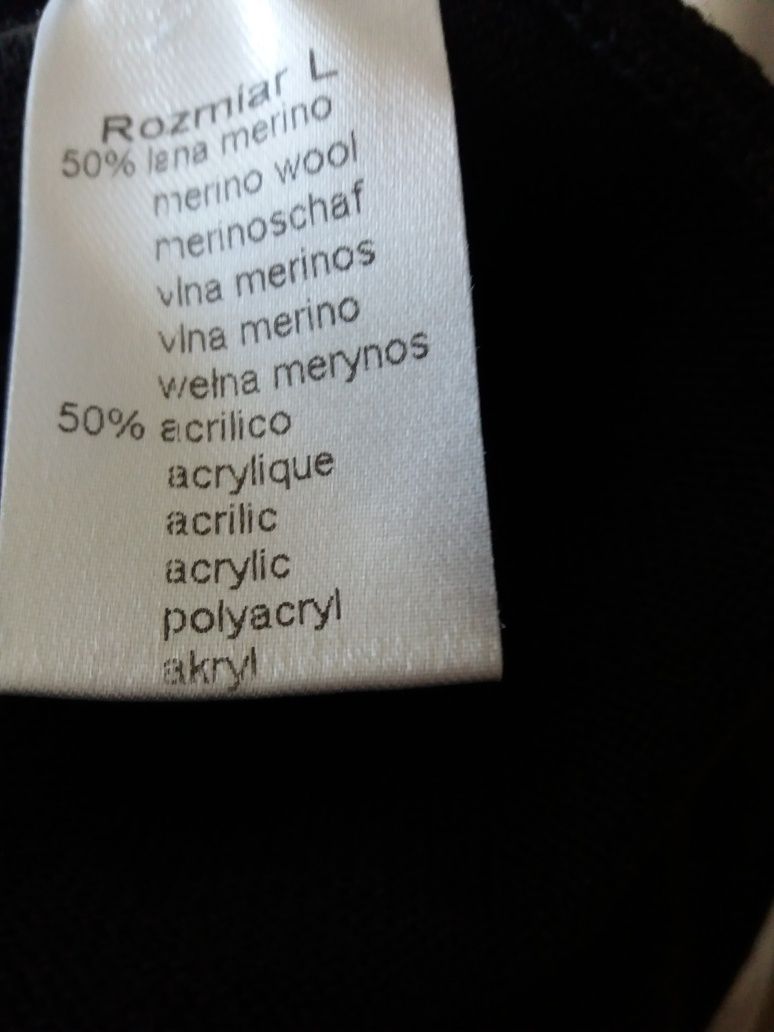 Rozmiar L
50% lana merino
merino wool
merinoschaf
vlna merinos
vlna merino
wełna merynos
50% acrilico
acrylique
acrilic
acrylic
polyacryl
akryl